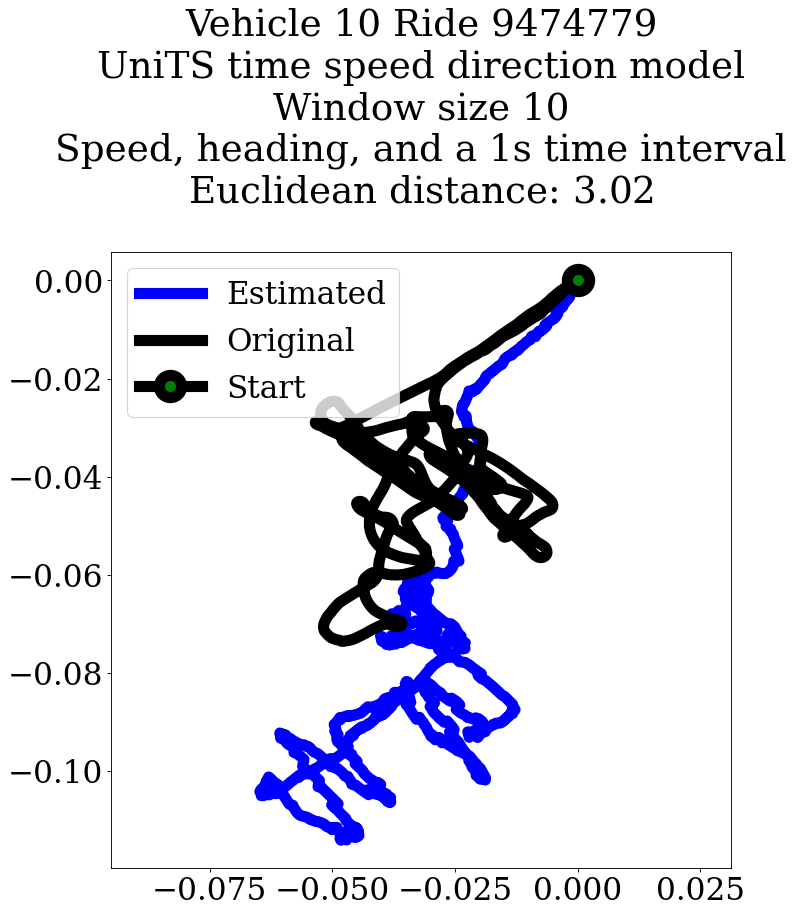 Vehicle 10 Ride 9474779
UniTS time speed direction model
Window size 10
Speed, heading, and a 1s time interval
Euclidean distance: 3.02
Estimated
Original
Start
0.00
−0.02
−0.04
−0.06
−0.08
−0.10
−0.075 −0.050 −0.025 0.000 0.025